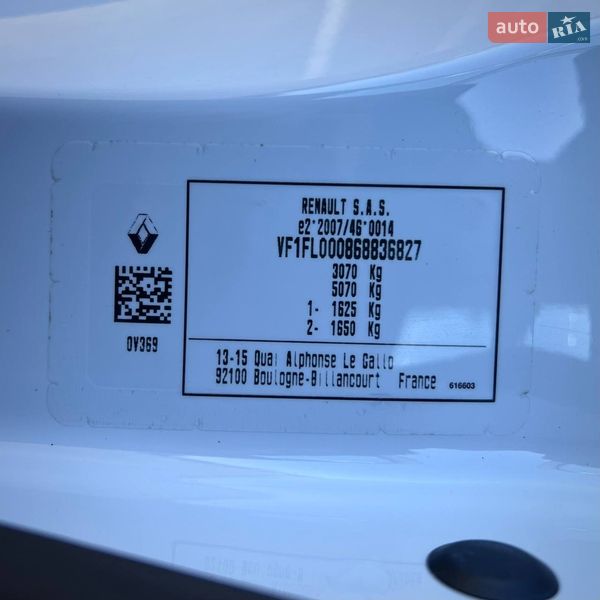 auto RIA
.com
RENAULT S.A.S.
e2*2007/46*0014
VF1FL000868836827
3070 Kg
5070 Kg
1- 1625 Kg
2- 1650 Kg
0V369
13-15 Quai Alphonse Le Gallo
92100 Boulogne-Billancourt France 616603